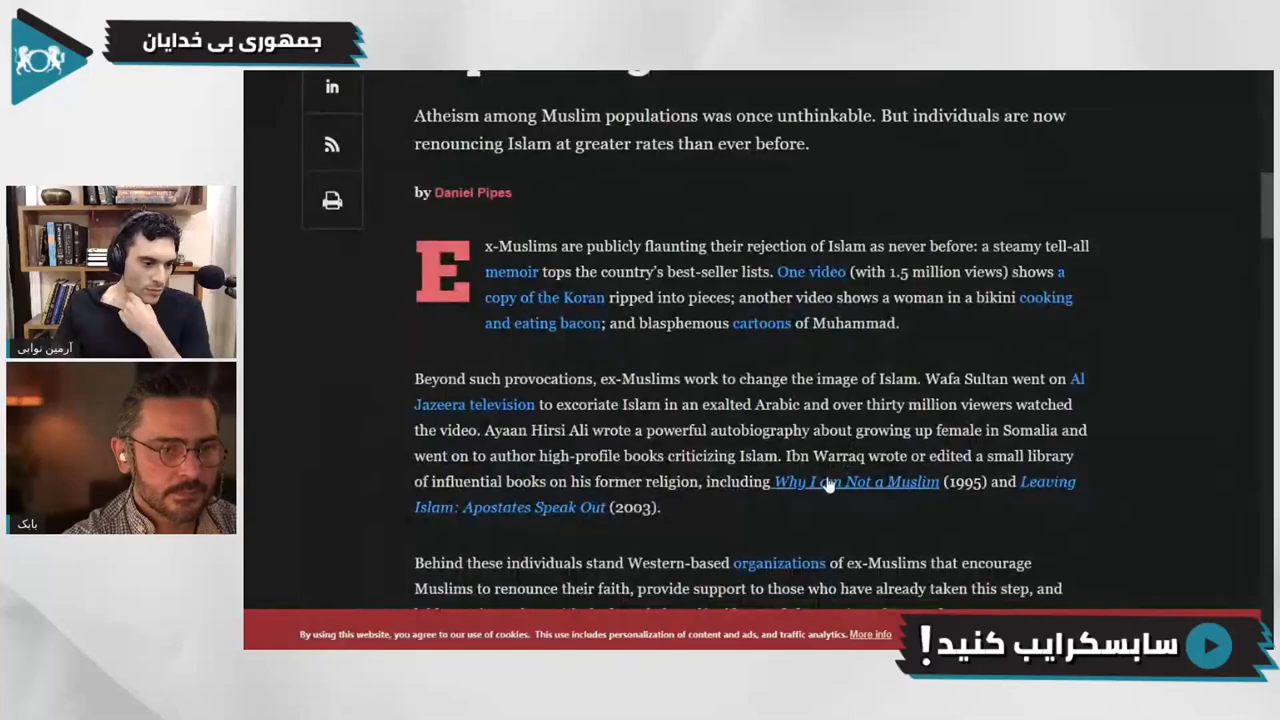 جمهوری بی خدایان
Atheism among Muslim populations was once unthinkable. But individuals are now
renouncing Islam at greater rates than ever before.
by Daniel Pipes
Ex-Muslims are publicly flaunting their rejection of Islam as never before: a steamy tell-all
memoir tops the country's best-seller lists. One video (with 1.5 million views) shows a
copy of the Koran ripped into pieces; another video shows a woman in a bikini cooking
and eating bacon; and blasphemous cartoons of Muhammad.
Beyond such provocations, ex-Muslims work to change the image of Islam. Wafa Sultan went on Al
Jazeera television to excoriate Islam in an exalted Arabic and over thirty million viewers watched
the video. Ayaan Hirsi Ali wrote a powerful autobiography about growing up female in Somalia and
went on to author high-profile books criticizing Islam. Ibn Warraq wrote or edited a small library
of influential books on his former religion, including Why I am Not a Muslim (1995) and Leaving
Islam: Apostates Speak Out (2003).
Behind these individuals stand Western-based organizations of ex-Muslims that encourage
Muslims to renounce their faith, provide support to those who have already taken this step, and
By using this website, you agree to our use of cookies. This use includes personalization of content and ads, and traffic analytics. More info
in
آرمین نوابی
بابک
سابسکرایب کنید!